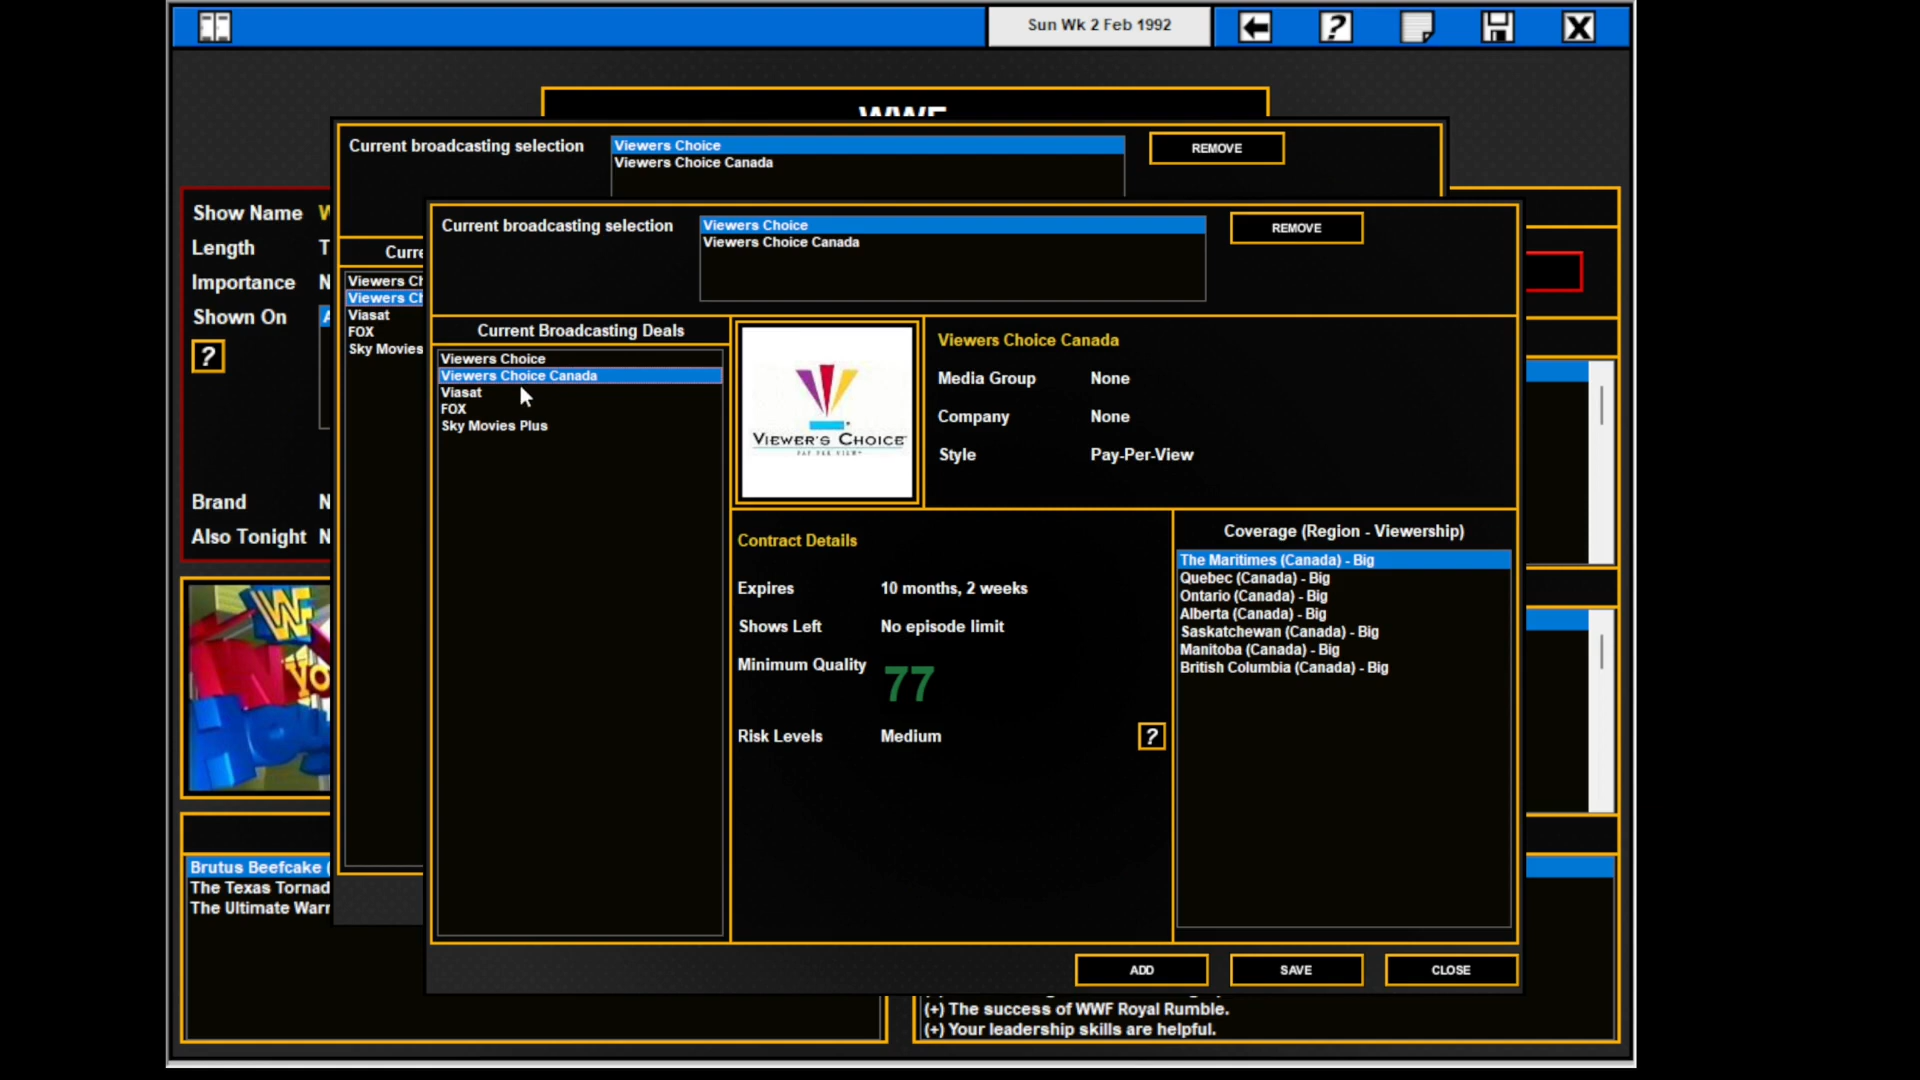 Sun Wk 2 Feb 1992
?
X
WWF
Current broadcasting selection
Viewers Choice
Viewers Choice Canada
REMOVE
Show Name
Length
Importance
Shown On
?
Brand
Also Tonight
Viasat
FOX
Sky Movies
Current broadcasting selection
Viewers Choice
Viewers Choice Canada
REMOVE
Current Broadcasting Deals
Viewers Choice
Viewers Choice Canada
Viasat
FOX
Sky Movies Plus
VIEWER'S CHOICE
PAY PER VIEW
Viewers Choice Canada
Media Group None
Company None
Style Pay-Per-View
Contract Details
Expires 10 months, 2 weeks
Shows Left No episode limit
Minimum Quality 77
Risk Levels Medium
?
Coverage (Region - Viewership)
The Maritimes (Canada) - Big
Quebec (Canada) - Big
Ontario (Canada) - Big
Alberta (Canada) - Big
Saskatchewan (Canada) - Big
Manitoba (Canada) - Big
British Columbia (Canada) - Big
ADD
SAVE
CLOSE
Brutus Beefcake
The Texas Tornad
The Ultimate Warr
(+) The success of WWF Royal Rumble.
(+) Your leadership skills are helpful.